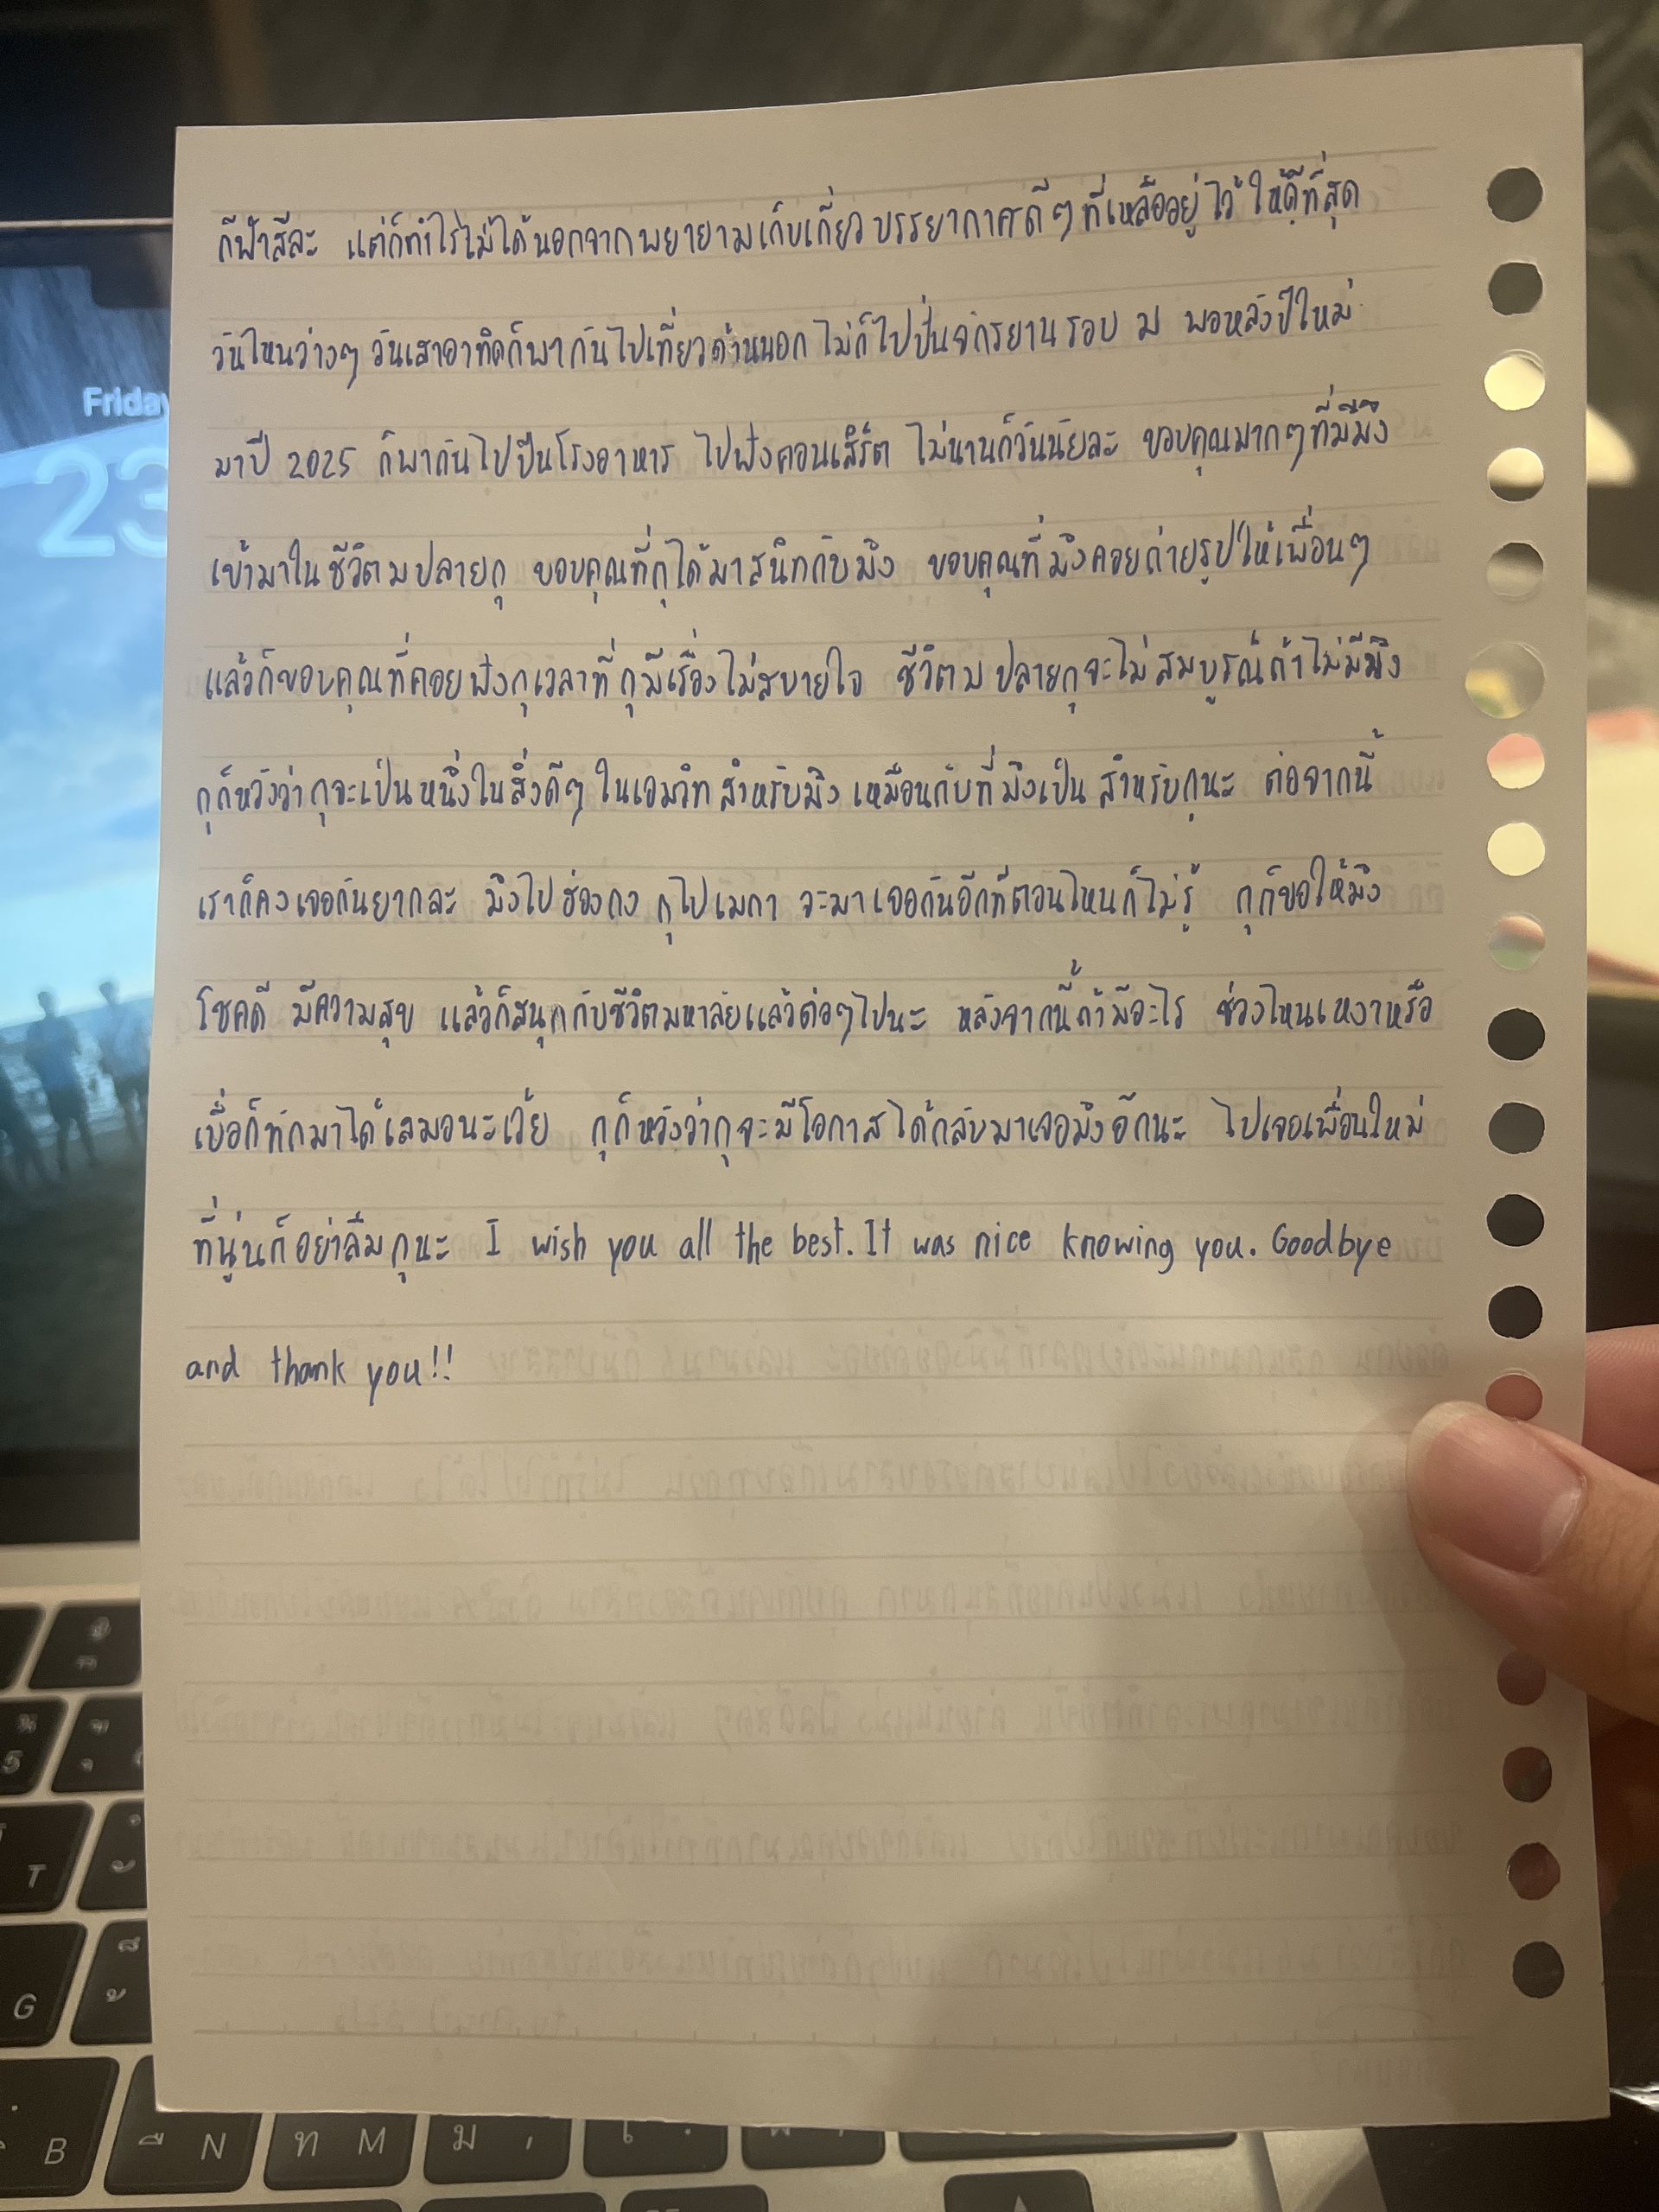 กีฬาสีละ แต่ก็ทำไรไม่ได้นอกจากพยายามเก็บเกี่ยวบรรยากาศดีๆที่เหลืออยู่ไว้ให้ดีที่สุด
วันไหนว่างๆ วันเสาอาทิตก็พากันไปเที่ยวด้านนอก ไม่ก็ไปปั่นจักรยานรอบ ม พอหลังปีใหม่
มาปี 2025 ก็พากันไปปีนโรงอาหาร ไปฟังคอนเสิร์ต ไม่นานก็วันนัยละ ขอบคุณมากๆที่มีมึง
เข้ามาในชีวิตมปลายกุ ขอบคุณที่กุได้มาสนิทกับมึง ขอบคุณที่มึงคอยถ่ายรูปให้เพื่อนๆ
แล้วก็ขอบคุณที่คอยฟังกุเวลาที่กุมีเรื่องไม่สบายใจ ชีวิตมปลายกุจะไม่สมบูรณ์ถ้าไม่มีมึง
กุก็หวังว่ากุจะเป็นหนึ่งในสิ่งดีๆในเจมวิทสำหรับมึง เหมือนกับที่มึงเป็นสำหรับกุนะ ต่อจากนี้
เราก็คงเจอกันยากละ มึงไปฮ่องกง กุไปเมกา จะมาเจอกันอีกทีตอนไหนก็ไม่รู้ กุก็ขอให้มึง
โชคดี มีความสุข แล้วก็สนุกกับชีวิตมหาลัยแล้วต่อๆไปนะ หลังจากนี้ถ้ามีอะไร ช่วงไหนเหงาหรือ
เบื่อก็ทักมาได้เสมอนะเว้ย กุก็หวังว่ากุจะมีโอกาสได้กลับมาเจอมึงอีกนะ ไปเจอเพื่อนใหม่
ที่นู่นก็อย่าลืมกุนะ I wish you all the best. It was nice knowing you. Goodbye
and thank you!!
Friday
23
5
T
G
B
N
M